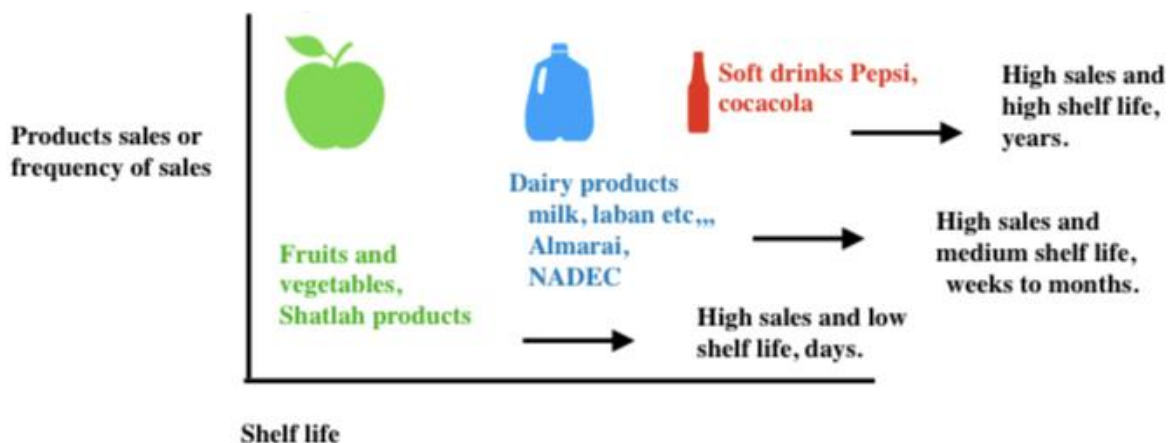 Products sales or
frequency of sales
Soft drinks Pepsi,
cocacola
High sales and
high shelf life,
years.
Dairy products
milk, laban etc,,,
Almarai,
NADEC
High sales and
medium shelf life,
weeks to months.
Fruits and
vegetables,
Shatlah products
High sales and low
shelf life, days.
Shelf life